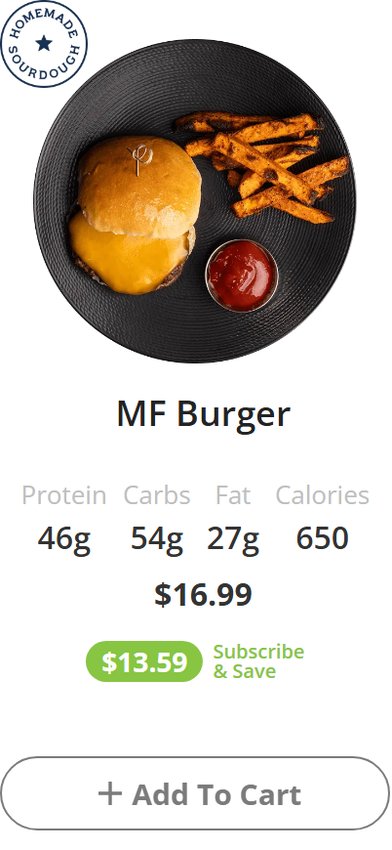 HOMEMADE
SOURDOUGH
MF Burger
Protein Carbs Fat Calories
46g 54g 27g 650
$16.99
$13.59 Subscribe
& Save
+ Add To Cart